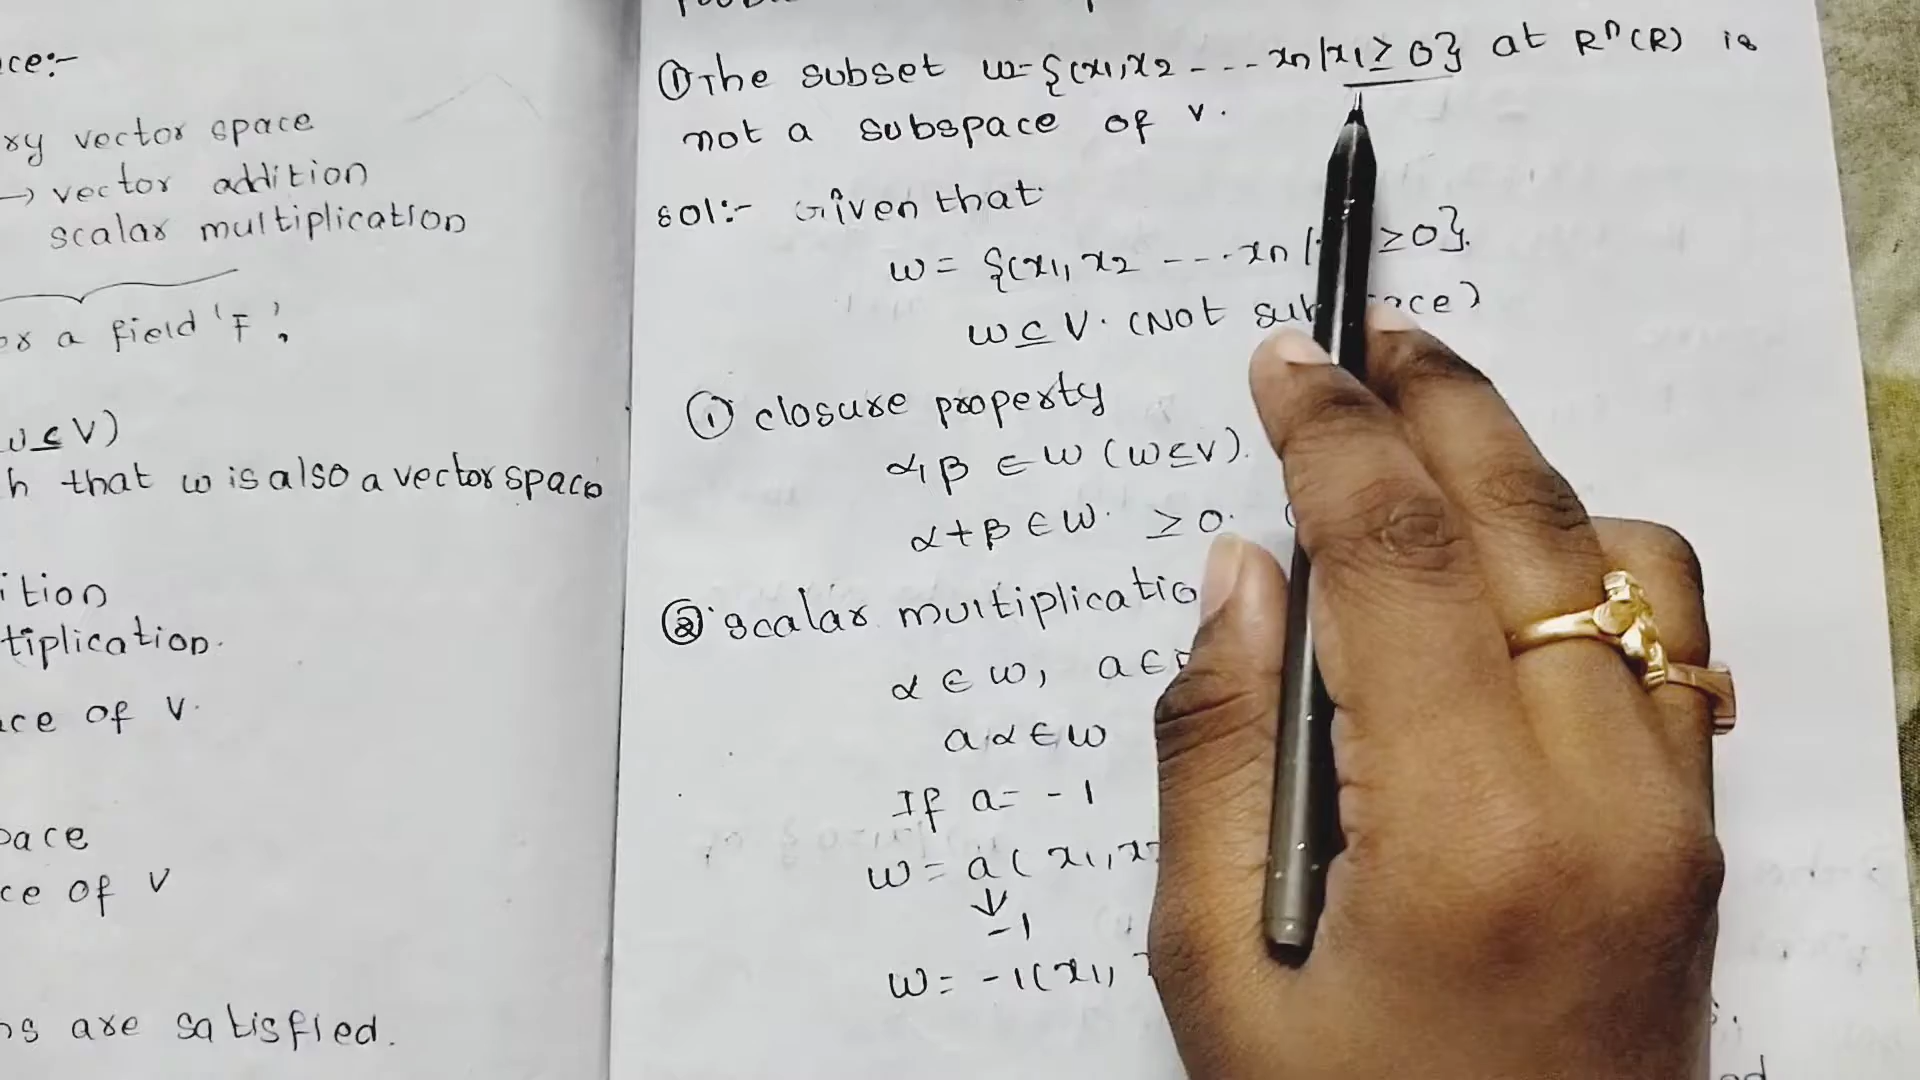 ce:-
ry vector space
→ vector addition
scalar multiplication
a field 'F'.
w ⊆ V)
h that w is also a vector space
ition
tiplication.
ce of V.
pace
ce of V
ns are satisfied.
① The subset w={(x1,x2 ---- xn/x1≥0} at Rⁿ(R) is
not a subspace of V.
sol:- Given that
w = {(x1, x2 ---- xn / ≥0}.
w ⊆ V. (Not
① closure property
α, β ∈ w (w⊆V).
α+β ∈ w. ≥ 0.
② scalar multiplicatio
α ∈ w, a ∈
a.α ∈ w
If a = -1
w = a( x1, x
↓
-1
w = -1(x1,